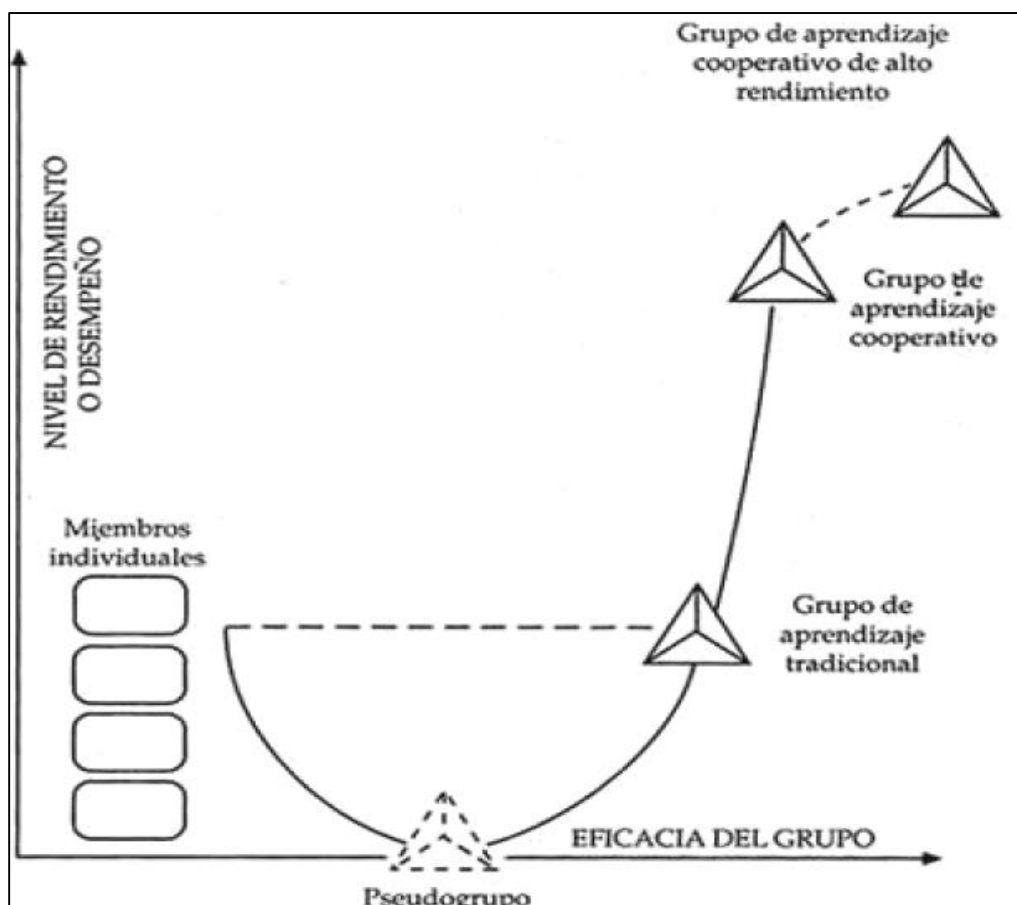 Grupo de aprendizaje
cooperativo de alto
rendimiento
NIVEL DE RENDIMIENTO
O DESEMPEÑO
Grupo de
aprendizaje
cooperativo
Miembros
individuales
Grupo de
aprendizaje
tradicional
EFICACIA DEL GRUPO
Pseudogrupo